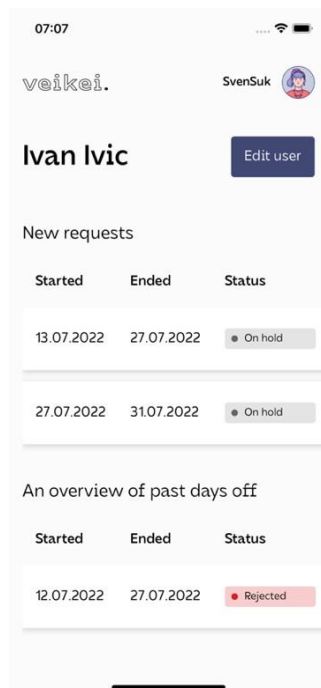 07:07
veikei.
SvenSuk
Ivan Ivic
Edit user
New requests
Started Ended Status
13.07.2022 27.07.2022 On hold
27.07.2022 31.07.2022 On hold
An overview of past days off
Started Ended Status
12.07.2022 27.07.2022 Rejected